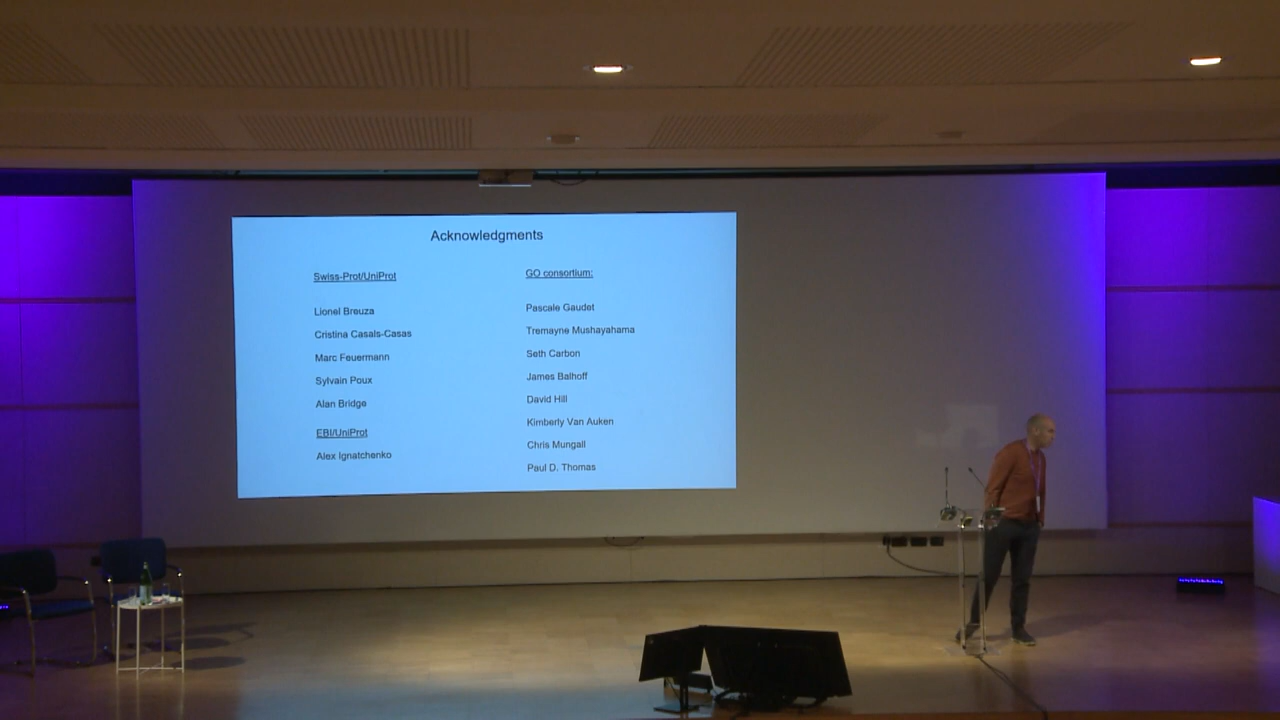 Acknowledgments
Swiss-Prot/UniProt
Lionel Breuza
Cristina Casals-Casas
Marc Feuermann
Sylvain Poux
Alan Bridge
EBI/UniProt
Alex Ignatchenko
GO consortium:
Pascale Gaudet
Tremayne Mushayahama
Seth Carbon
James Balhoff
David Hill
Kimberly Van Auken
Chris Mungall
Paul D. Thomas